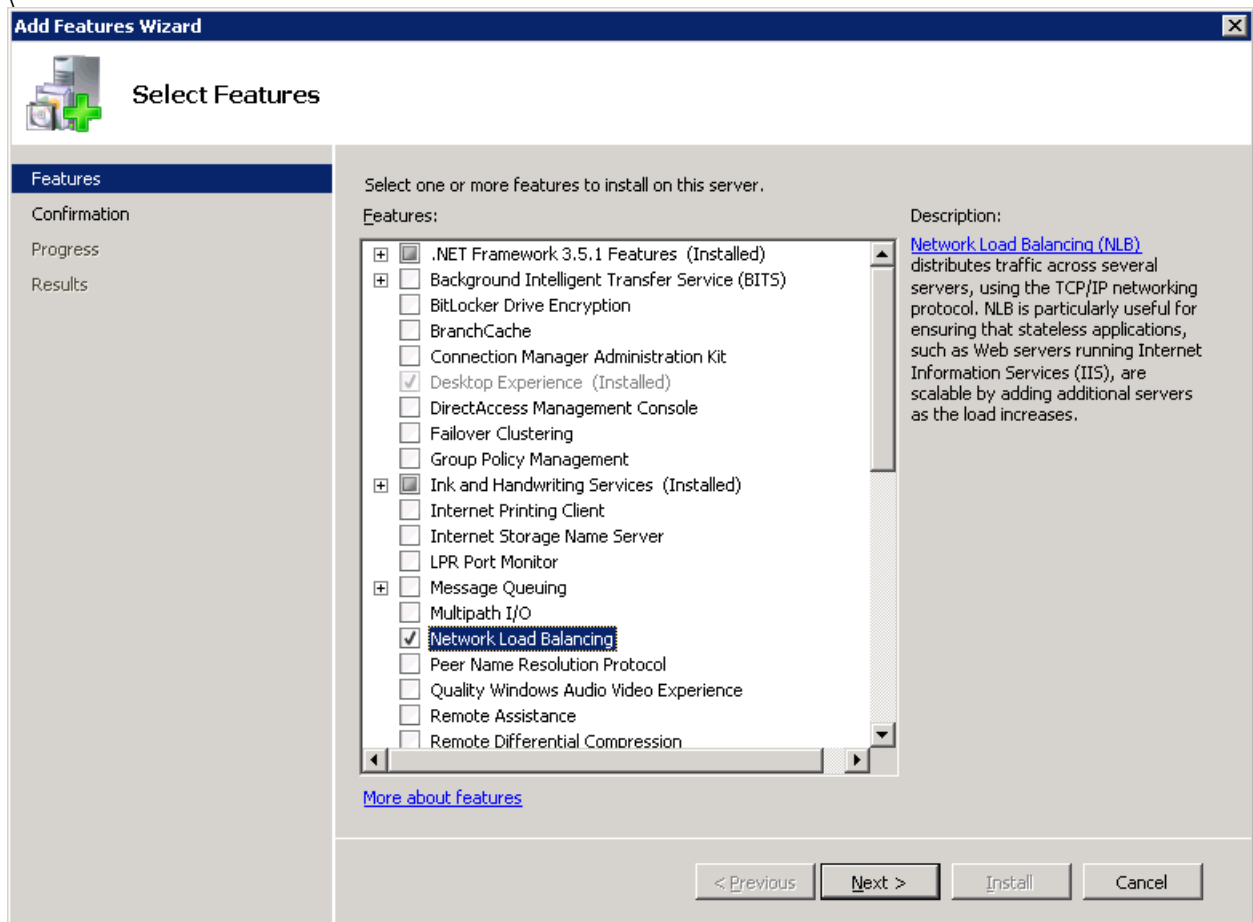 \
Add Features Wizard
Select Features
Features
Confirmation
Progress
Results
Select one or more features to install on this server.
Features:
.NET Framework 3.5.1 Features (Installed)
Background Intelligent Transfer Service (BITS)
BitLocker Drive Encryption
BranchCache
Connection Manager Administration Kit
Desktop Experience (Installed)
DirectAccess Management Console
Failover Clustering
Group Policy Management
Ink and Handwriting Services (Installed)
Internet Printing Client
Internet Storage Name Server
LPR Port Monitor
Message Queuing
Multipath I/O
Network Load Balancing
Peer Name Resolution Protocol
Quality Windows Audio Video Experience
Remote Assistance
Remote Differential Compression
More about features
Description:
Network Load Balancing (NLB)
distributes traffic across several
servers, using the TCP/IP networking
protocol. NLB is particularly useful for
ensuring that stateless applications,
such as Web servers running Internet
Information Services (IIS), are
scalable by adding additional servers
as the load increases.
< Previous
Next >
Install
Cancel